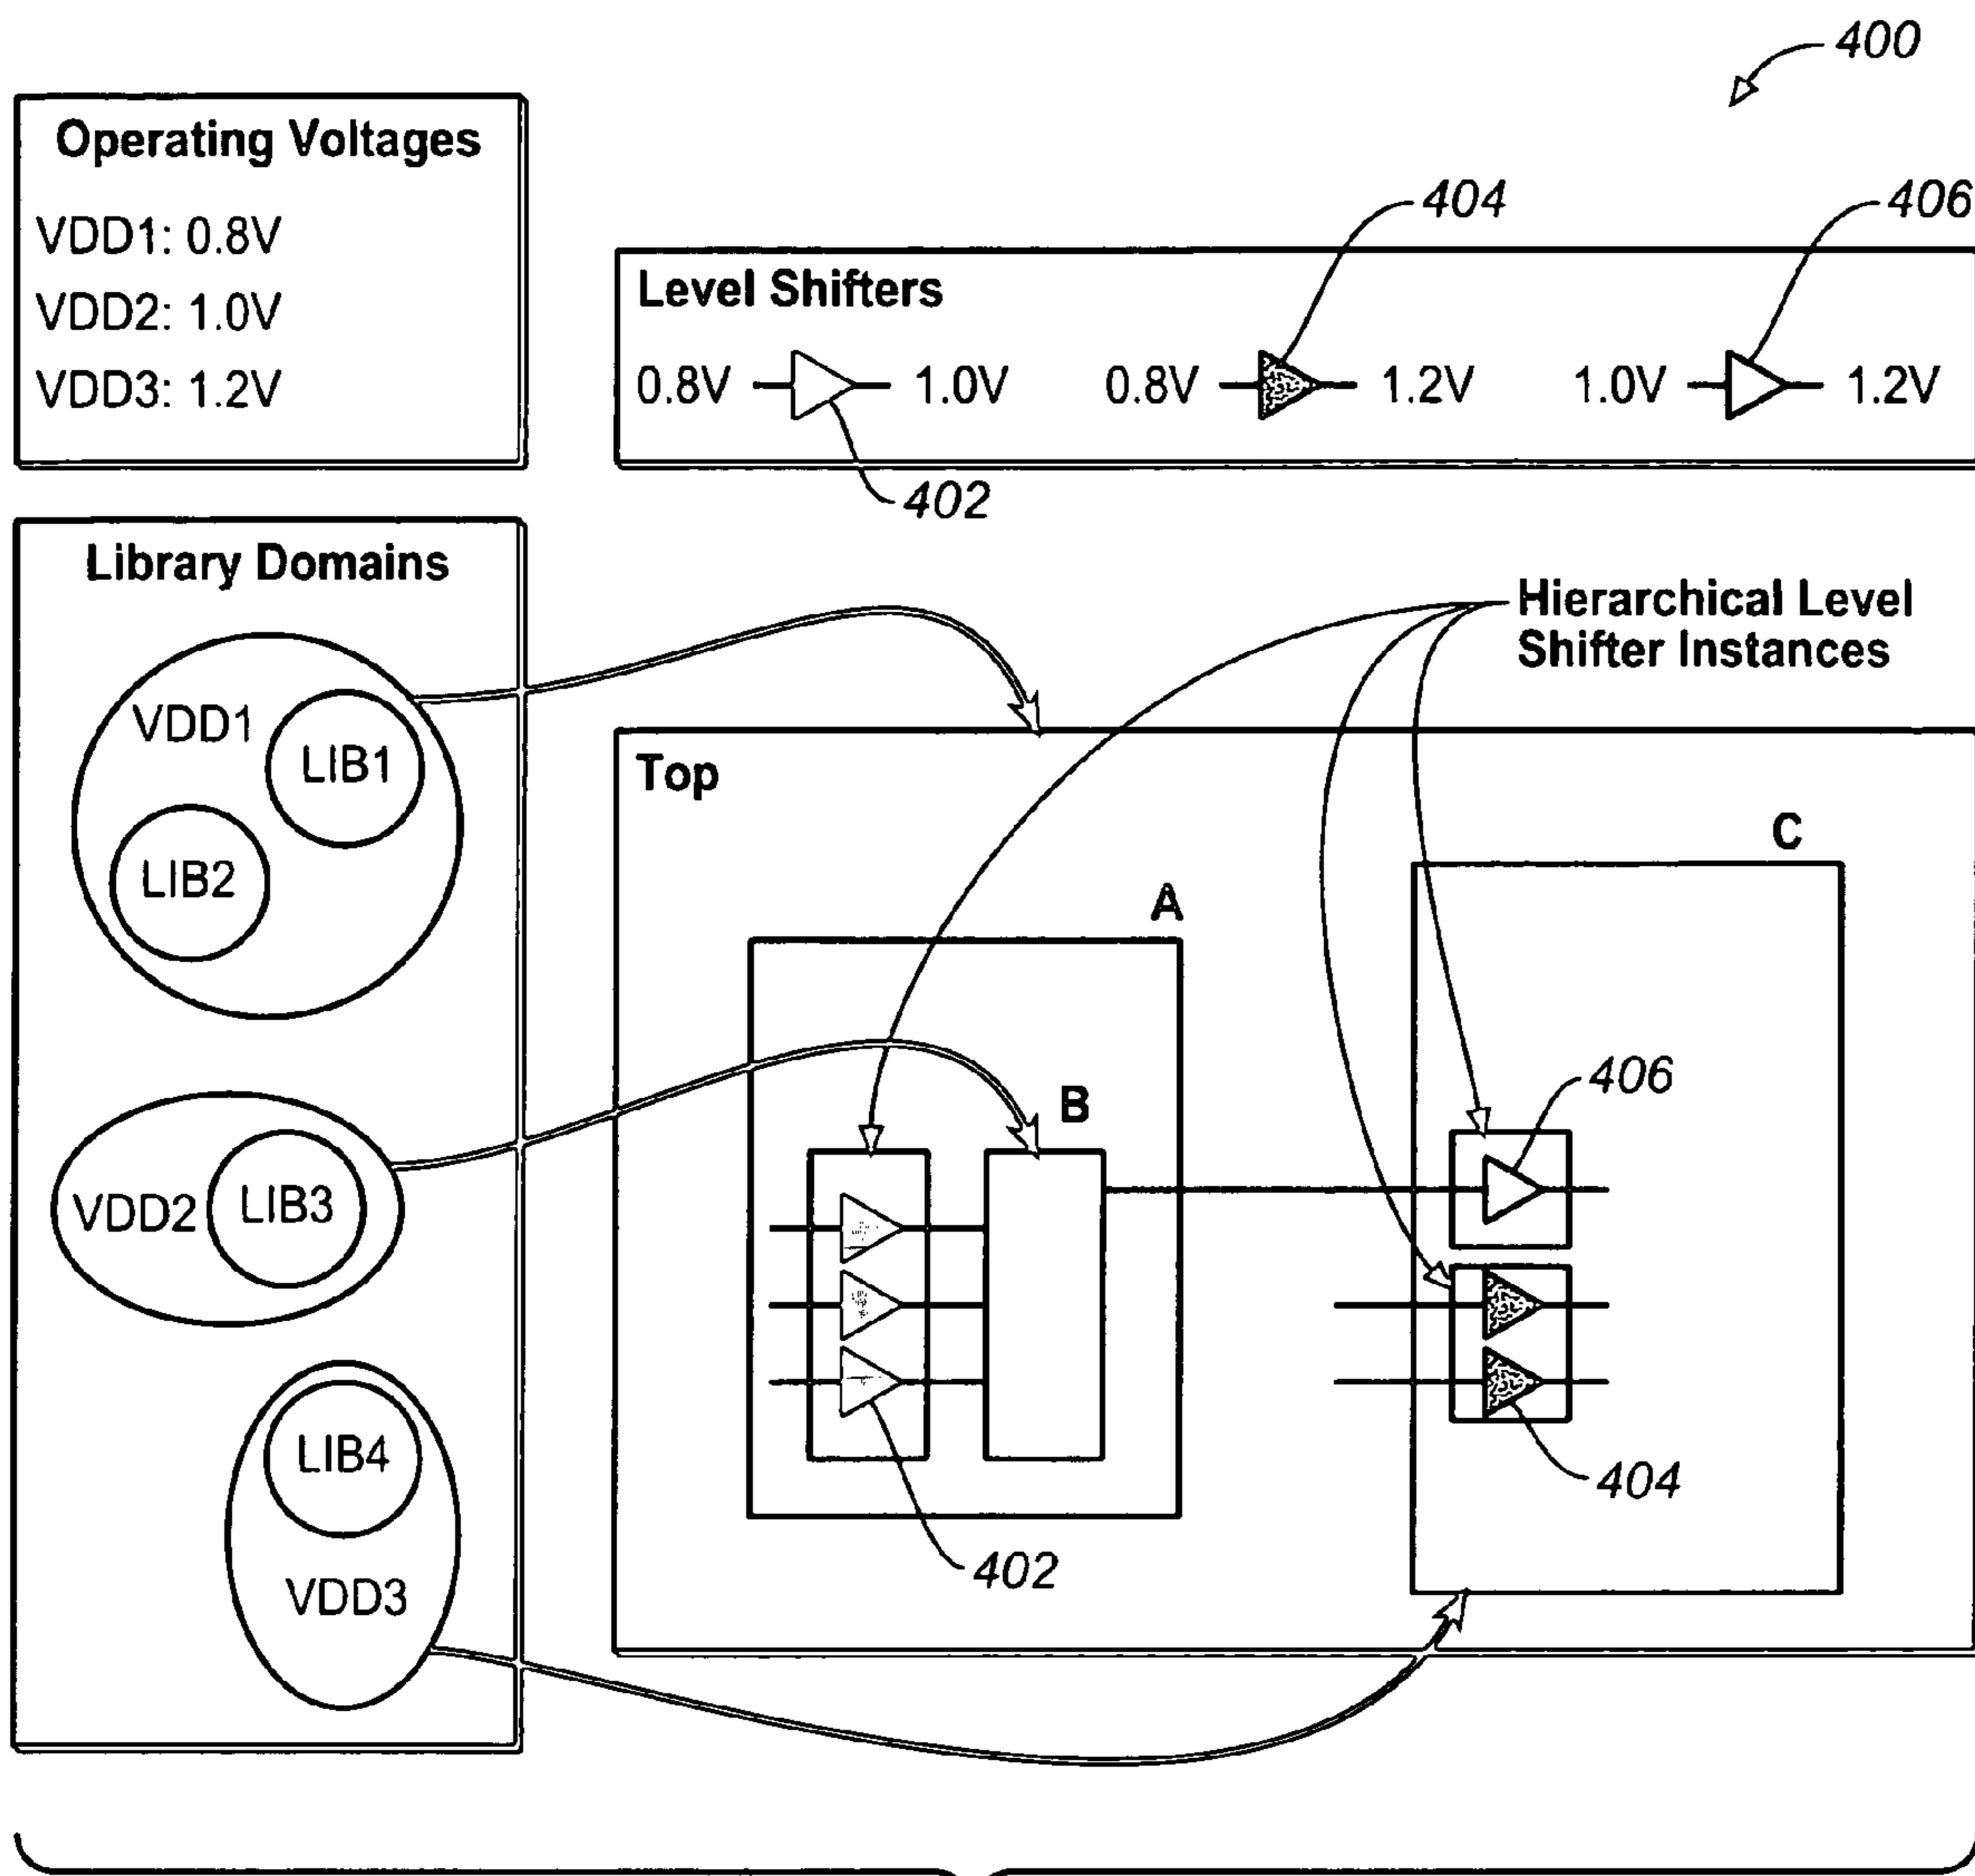 400
Operating Voltages
VDD1: 0.8V
VDD2: 1.0V
VDD3: 1.2V
404
406
Level Shifters
0.8V 1.0V 0.8V 1.2V 1.0V 1.2V
402
Library Domains
VDD1
LIB1
LIB2
VDD2 LIB3
LIB4
VDD3
Hierarchical Level
Shifter Instances
Top
C
A
B
406
404
402